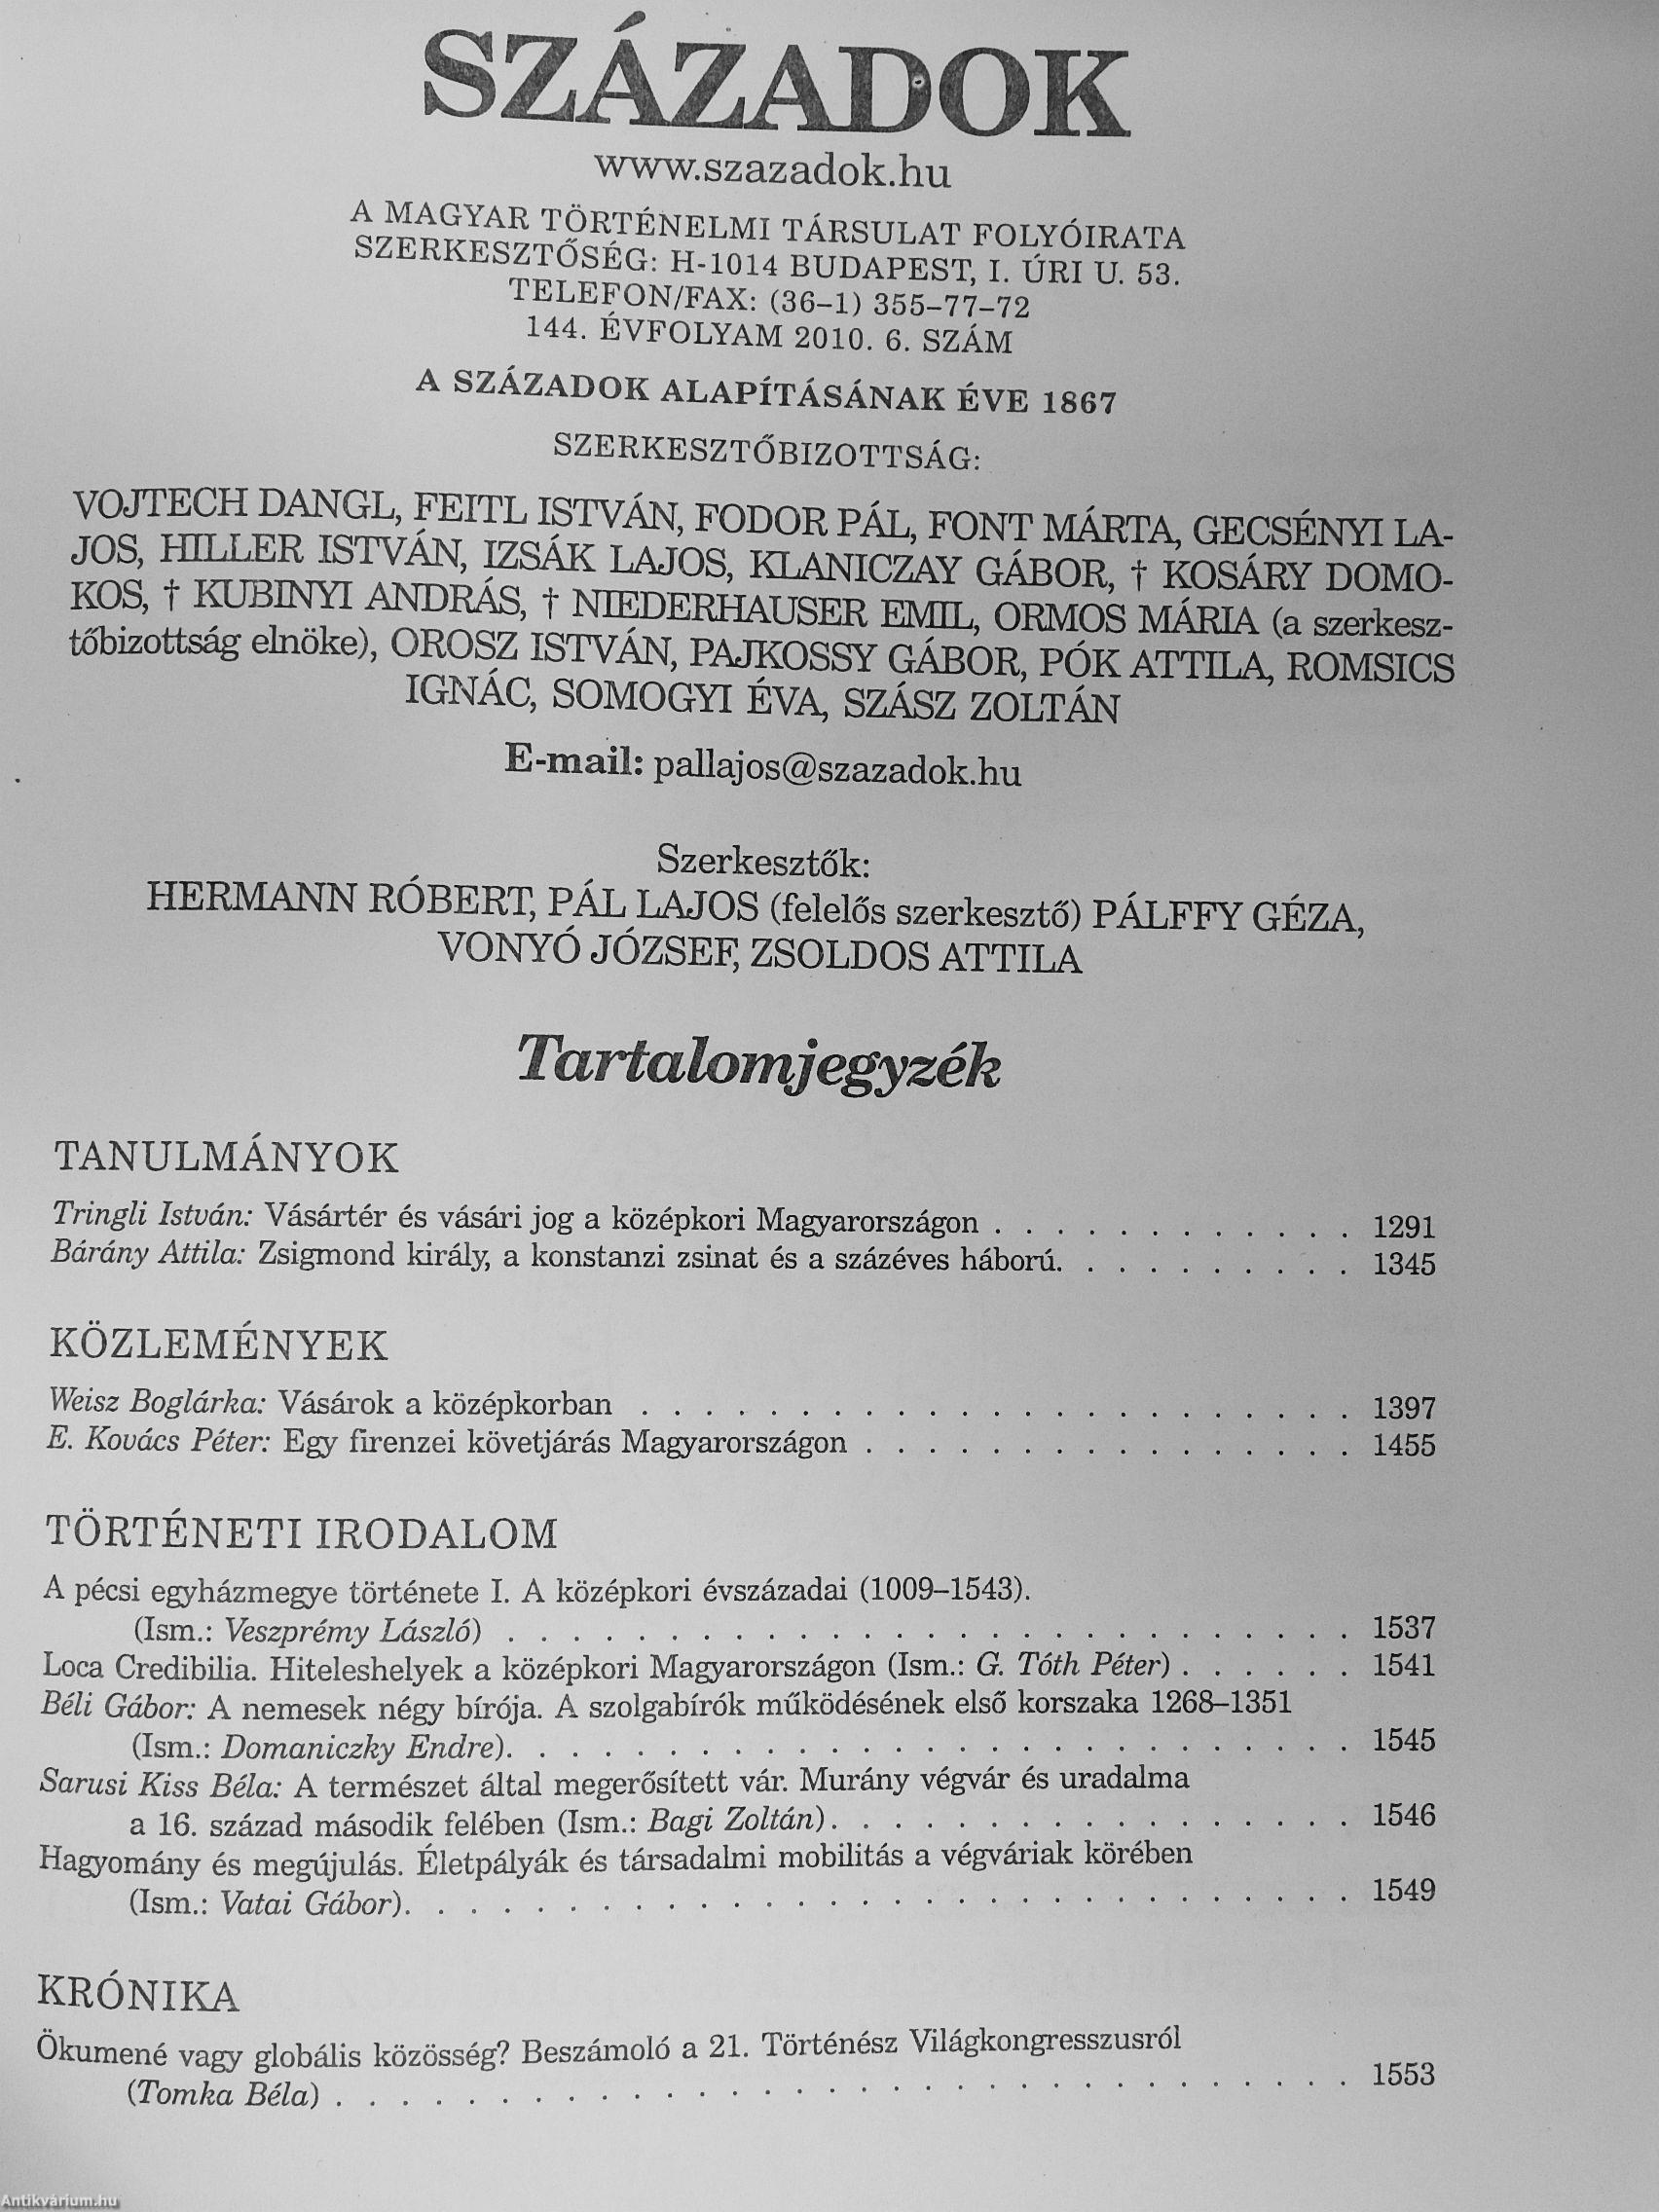 SZÁZADOK
www.szazadok.hu
A MAGYAR TÖRTÉNELMI TÁRSULAT FOLYÓIRATA
SZERKESZTŐSÉG: H-1014 BUDAPEST, I. ÚRI U. 53.
TELEFON/FAX: (36–1) 355–77–72
144. ÉVFOLYAM 2010. 6. SZÁM
A SZÁZADOK ALAPÍTÁSÁNAK ÉVE 1867
SZERKESZTŐBIZOTTSÁG:
VOJTECH DANGL, FEITL ISTVÁN, FODOR PÁL, FONT MÁRTA, GECSÉNYI LA-
JOS, HILLER ISTVÁN, IZSÁK LAJOS, KLANICZAY GÁBOR, † KOSÁRY DOMO-
KOS, † KUBINYI ANDRÁS, † NIEDERHAUSER EMIL, ORMOS MÁRIA (a szerkesz-
tőbizottság elnöke), OROSZ ISTVÁN, PAJKOSSY GÁBOR, PÓK ATTILA, ROMSICS
IGNÁC, SOMOGYI ÉVA, SZÁSZ ZOLTÁN
E-mail: pallajos@szazadok.hu
Szerkesztők:
HERMANN RÓBERT, PÁL LAJOS (felelős szerkesztő) PÁLFFY GÉZA,
VONYÓ JÓZSEF, ZSOLDOS ATTILA
Tartalomjegyzék
TANULMÁNYOK
Tringli István: Vásártér és vásári jog a középkori Magyarországon . . . . . . . . . . . . 1291
Bárány Attila: Zsigmond király, a konstanzi zsinat és a százéves háború. . . . . . . . . . 1345
KÖZLEMÉNYEK
Weisz Boglárka: Vásárok a középkorban . . . . . . . . . . . . . . . . . . . . . . . 1397
E. Kovács Péter: Egy firenzei követjárás Magyarországon . . . . . . . . . . . . . . . . 1455
TÖRTÉNETI IRODALOM
A pécsi egyházmegye története I. A középkori évszázadai (1009–1543).
(Ism.: Veszprémy László) . . . . . . . . . . . . . . . . . . . . . . . . . . . 1537
Loca Credibilia. Hiteleshelyek a középkori Magyarországon (Ism.: G. Tóth Péter) . . . . . . 1541
Béli Gábor: A nemesek négy bírója. A szolgabírók működésének első korszaka 1268–1351
(Ism.: Domaniczky Endre). . . . . . . . . . . . . . . . . . . . . . . . . . . 1545
Sarusi Kiss Béla: A természet által megerősített vár. Murány végvár és uradalma
a 16. század második felében (Ism.: Bagi Zoltán). . . . . . . . . . . . . . . . . 1546
Hagyomány és megújulás. Életpályák és társadalmi mobilitás a végváriak körében
(Ism.: Vatai Gábor). . . . . . . . . . . . . . . . . . . . . . . . . . . . . . 1549
KRÓNIKA
Ökumené vagy globális közösség? Beszámoló a 21. Történész Világkongresszusról
(Tomka Béla) . . . . . . . . . . . . . . . . . . . . . . . . . . . . . . . . 1553
Antikvárium.hu